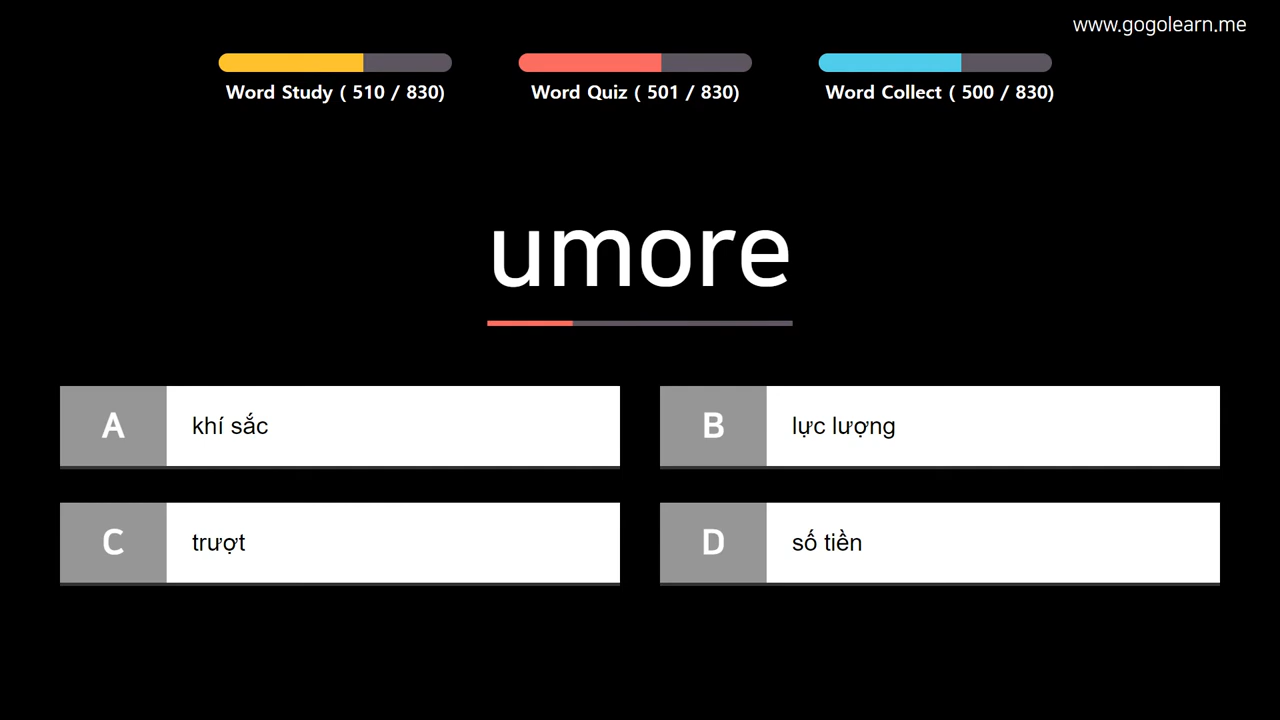 www.gogolearn.me
Word Study ( 510 / 830)
Word Quiz ( 501 / 830)
Word Collect ( 500 / 830)
umore
A khí sắc
B lực lượng
C trượt
D số tiền